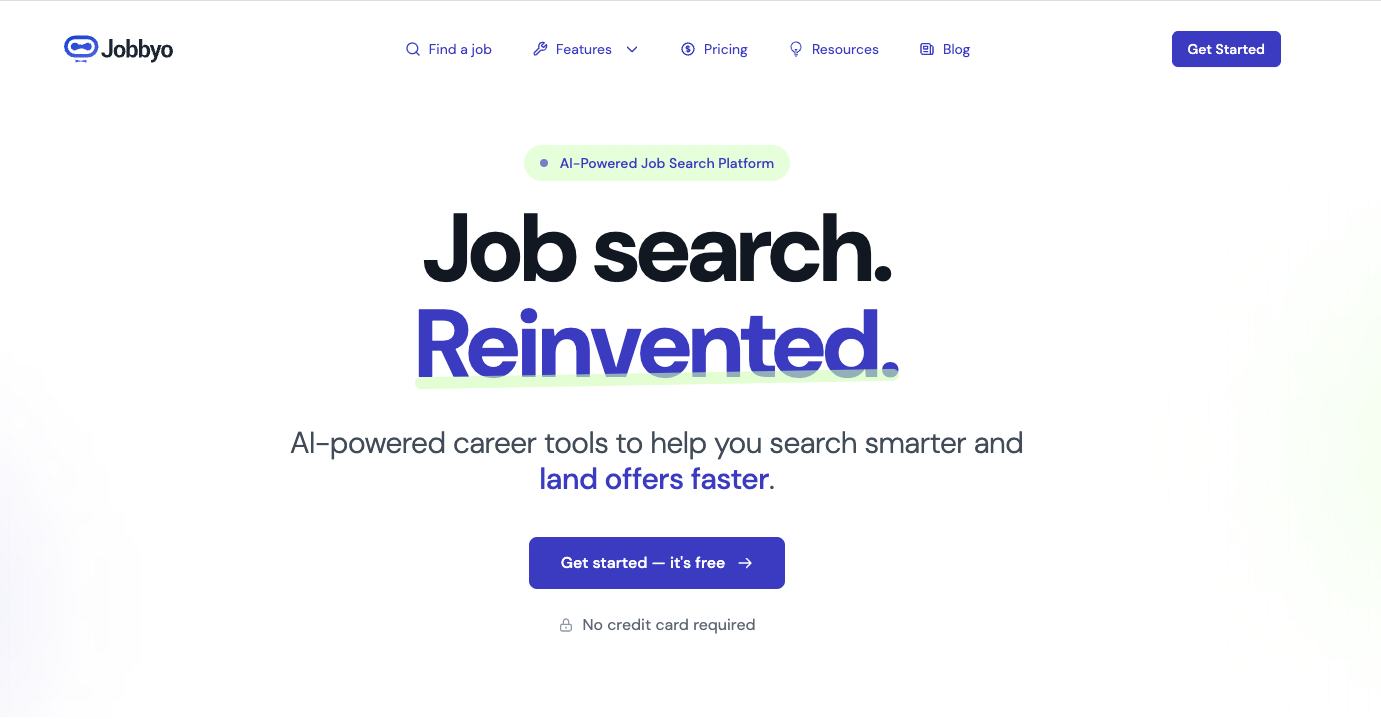 Jobbyo
Find a job
Features
Pricing
Resources
Blog
Get Started
AI-Powered Job Search Platform
Job search.
Reinvented.
AI-powered career tools to help you search smarter and
land offers faster.
Get started — it's free →
No credit card required